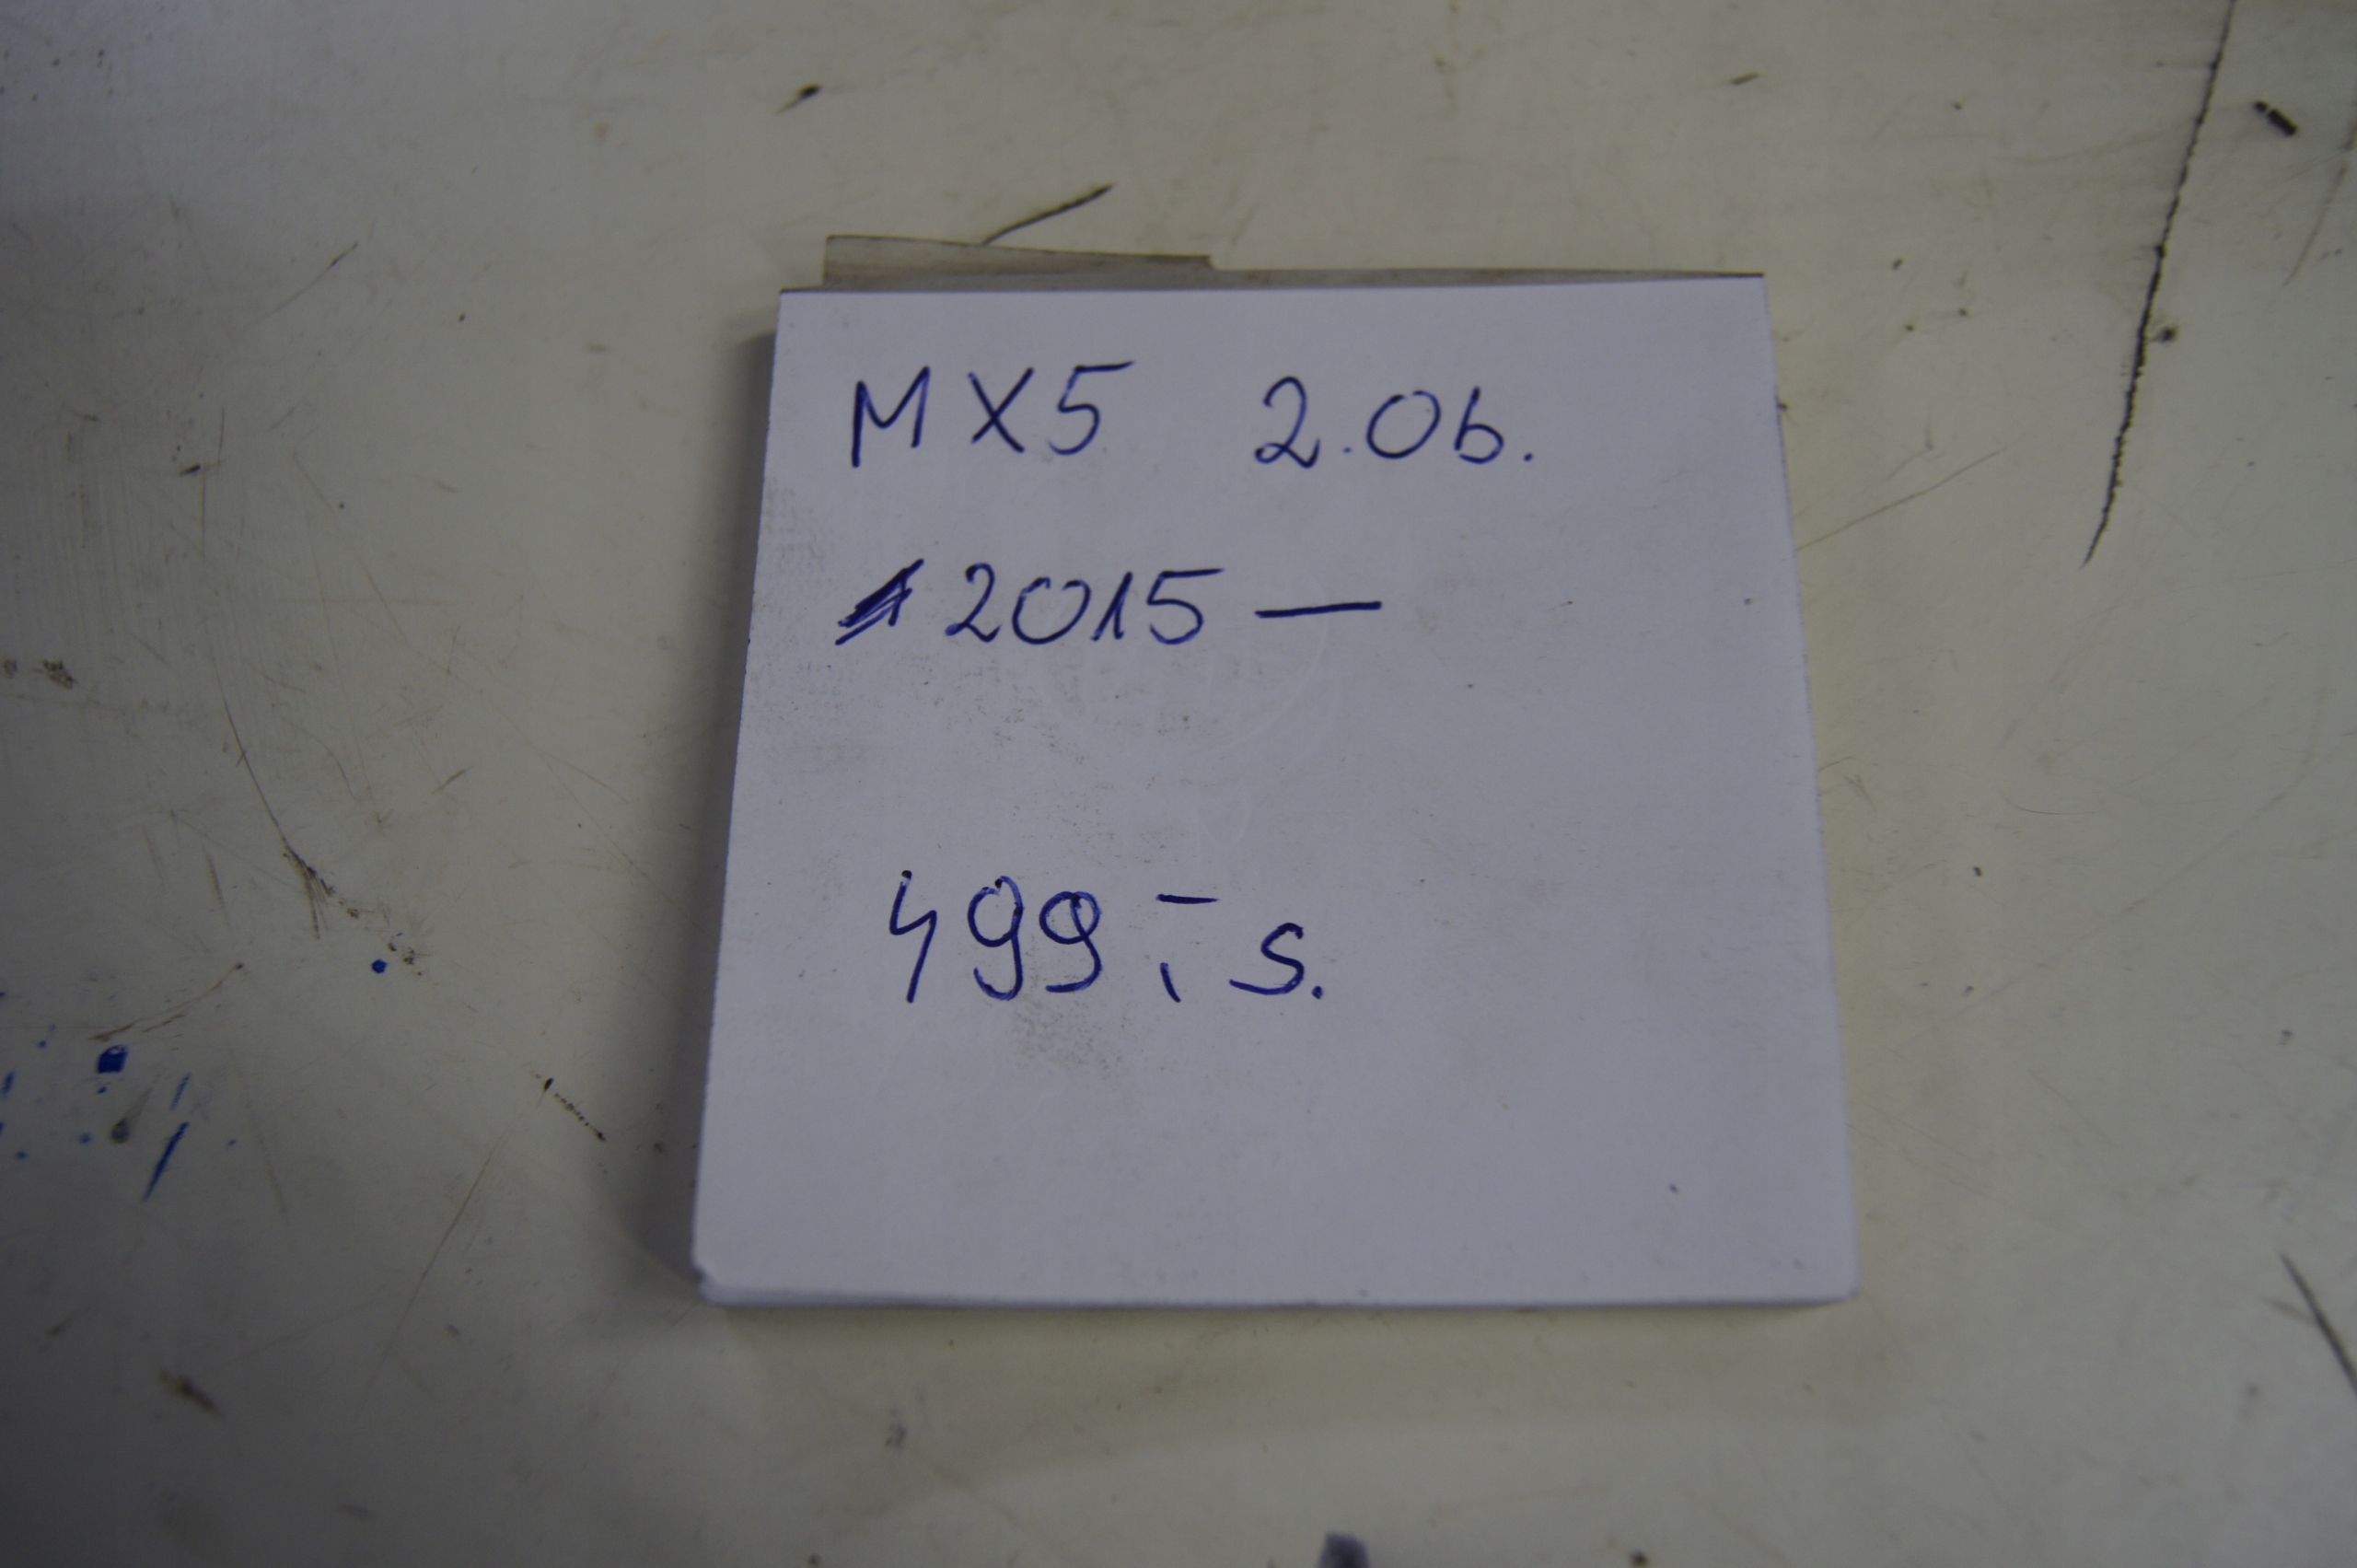 MX5 2.0b.
2015 —
499,- s.